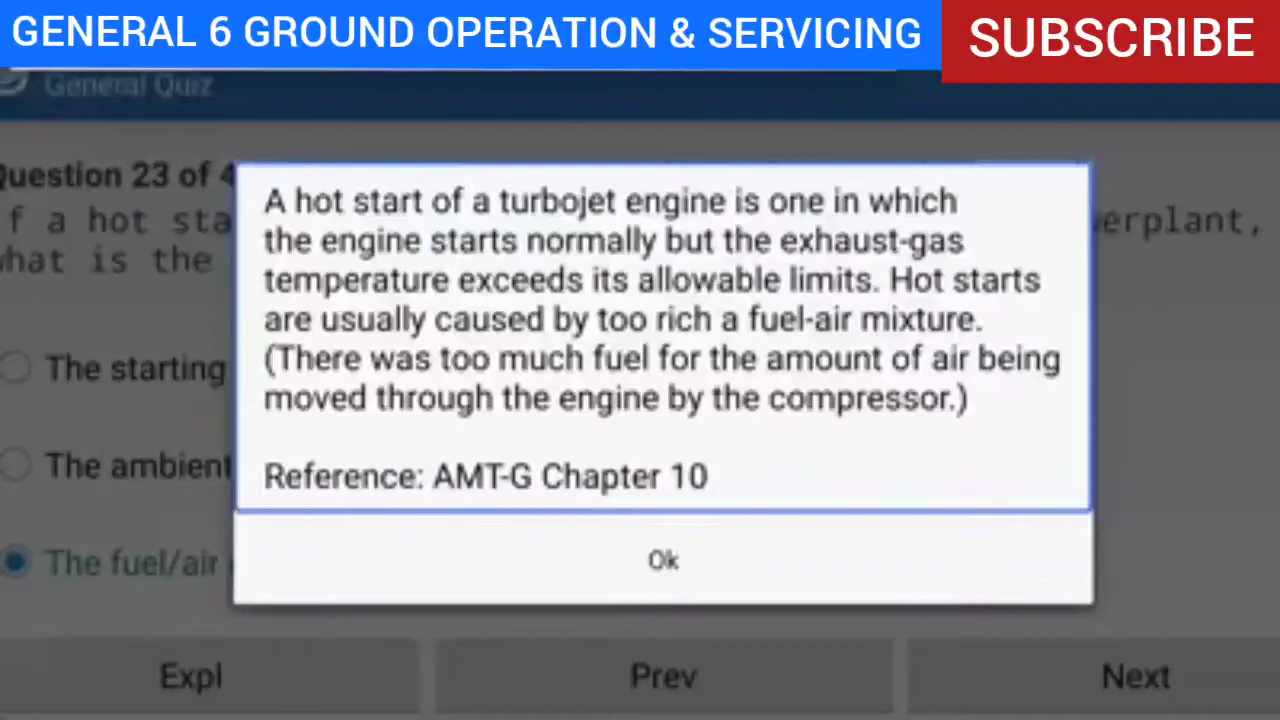 GENERAL 6 GROUND OPERATION & SERVICING
SUBSCRIBE
General Quiz
Question 23 of 4
f a hot sta
erplant,
what is the
A hot start of a turbojet engine is one in which
the engine starts normally but the exhaust-gas
temperature exceeds its allowable limits. Hot starts
are usually caused by too rich a fuel-air mixture.
(There was too much fuel for the amount of air being
moved through the engine by the compressor.)
Reference: AMT-G Chapter 10
Ok
The starting
The ambient
The fuel/air
Expl
Prev
Next